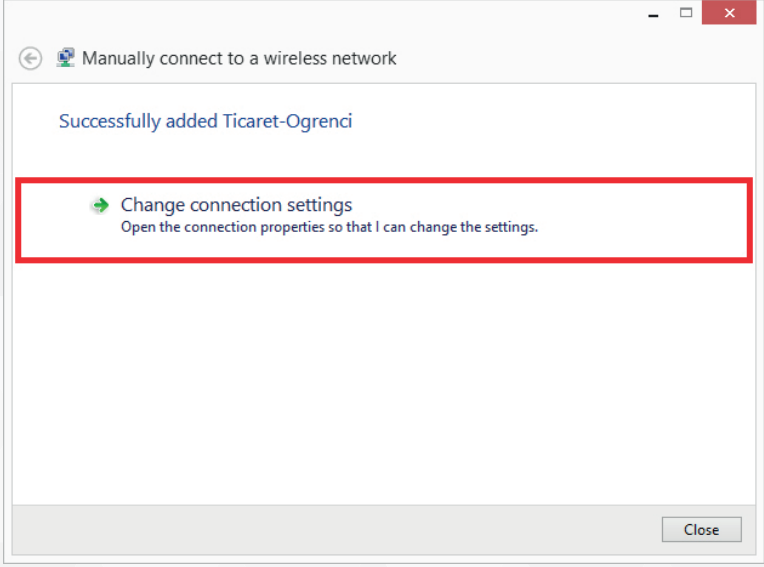 Manually connect to a wireless network
Successfully added Ticaret-Ogrenci
Change connection settings
Open the connection properties so that I can change the settings.
Close